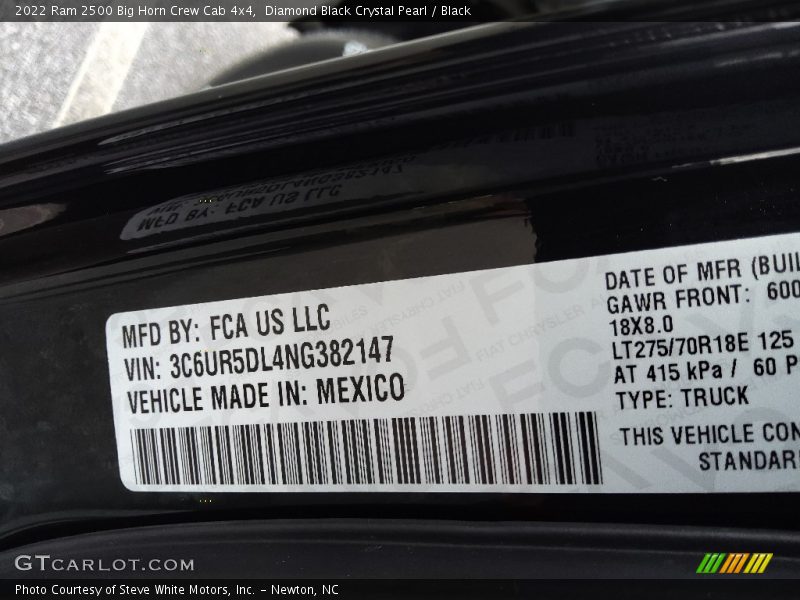 2022 Ram 2500 Big Horn Crew Cab 4x4, Diamond Black Crystal Pearl / Black
MFD BY: FCA US LLC
VIN: 3C6UR5DL4NG382147
VEHICLE MADE IN: MEXICO
DATE OF MFR (BUIL
GAWR FRONT: 600
18X8.0
LT275/70R18E 125
AT 415 kPa / 60 P
TYPE: TRUCK
THIS VEHICLE CON
STANDAR
GTCARLOT.COM
Photo Courtesy of Steve White Motors, Inc. – Newton, NC